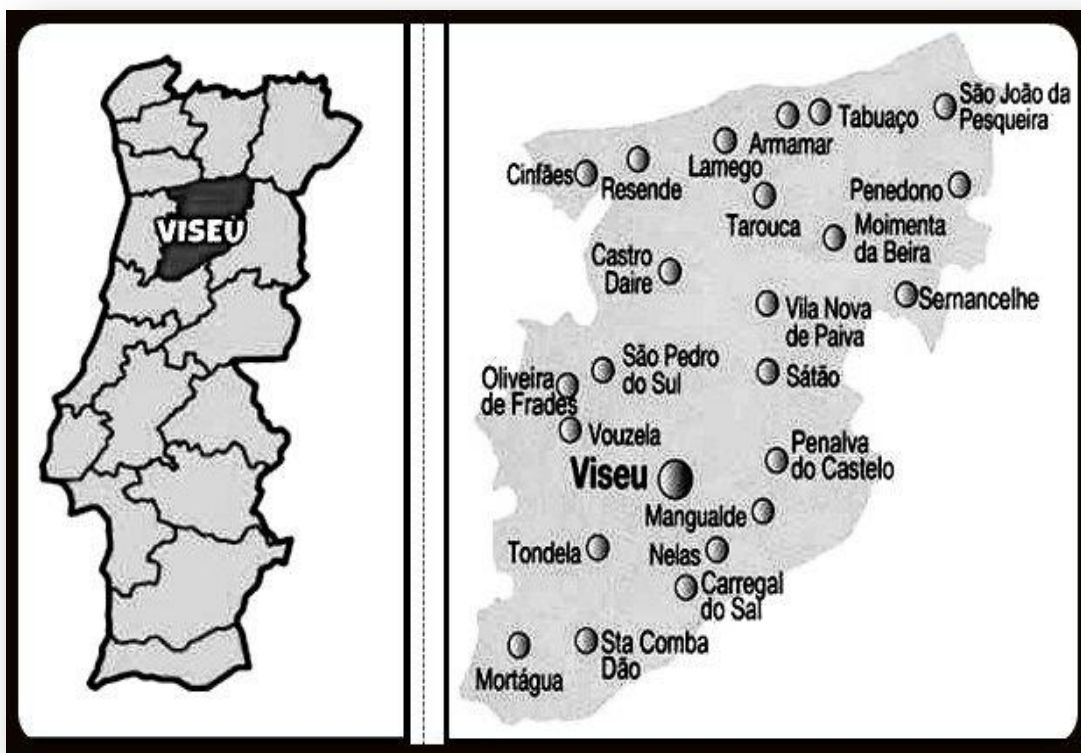 VISEU
São João da
Pesqueira
Tabuaço
Armamar
Lamego
Cinfães
Resende
Penedono
Tarouca
Moimenta
da Beira
Castro
Daire
Sernancelhe
Vila Nova
de Paiva
São Pedro
do Sul
Oliveira
de Frades
Sátão
Vouzela
Penalva
do Castelo
Viseu
Mangualde
Tondela
Nelas
Carregal
do Sal
Sta Comba
Dão
Mortágua